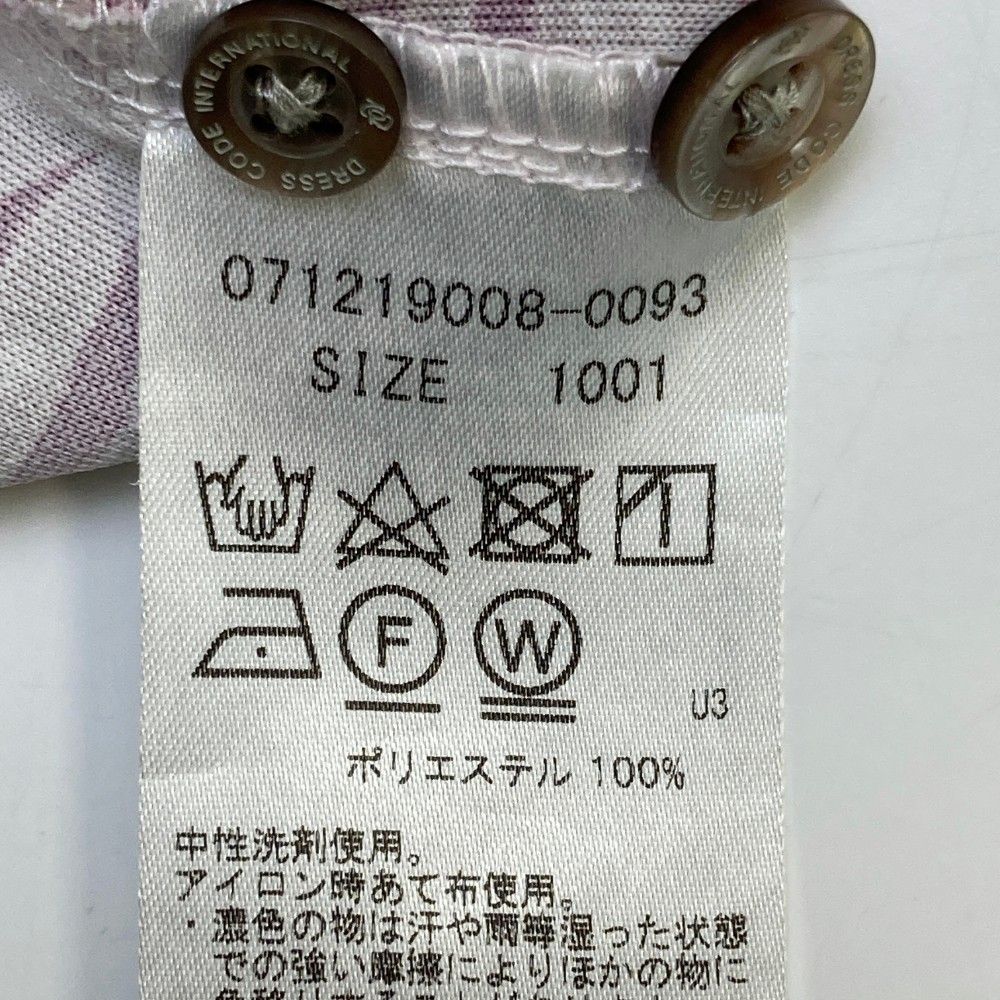 DRESS CODE INTERNATIONAL
DRESS CODE INTERNATIONAL
071219008-0093
SIZE 1001
F W
U3
ポリエステル 100%
中性洗剤使用。
アイロン時あて布使用。
・濃色の物は汗や雨等湿った状態
での強い摩擦によりほかの物に